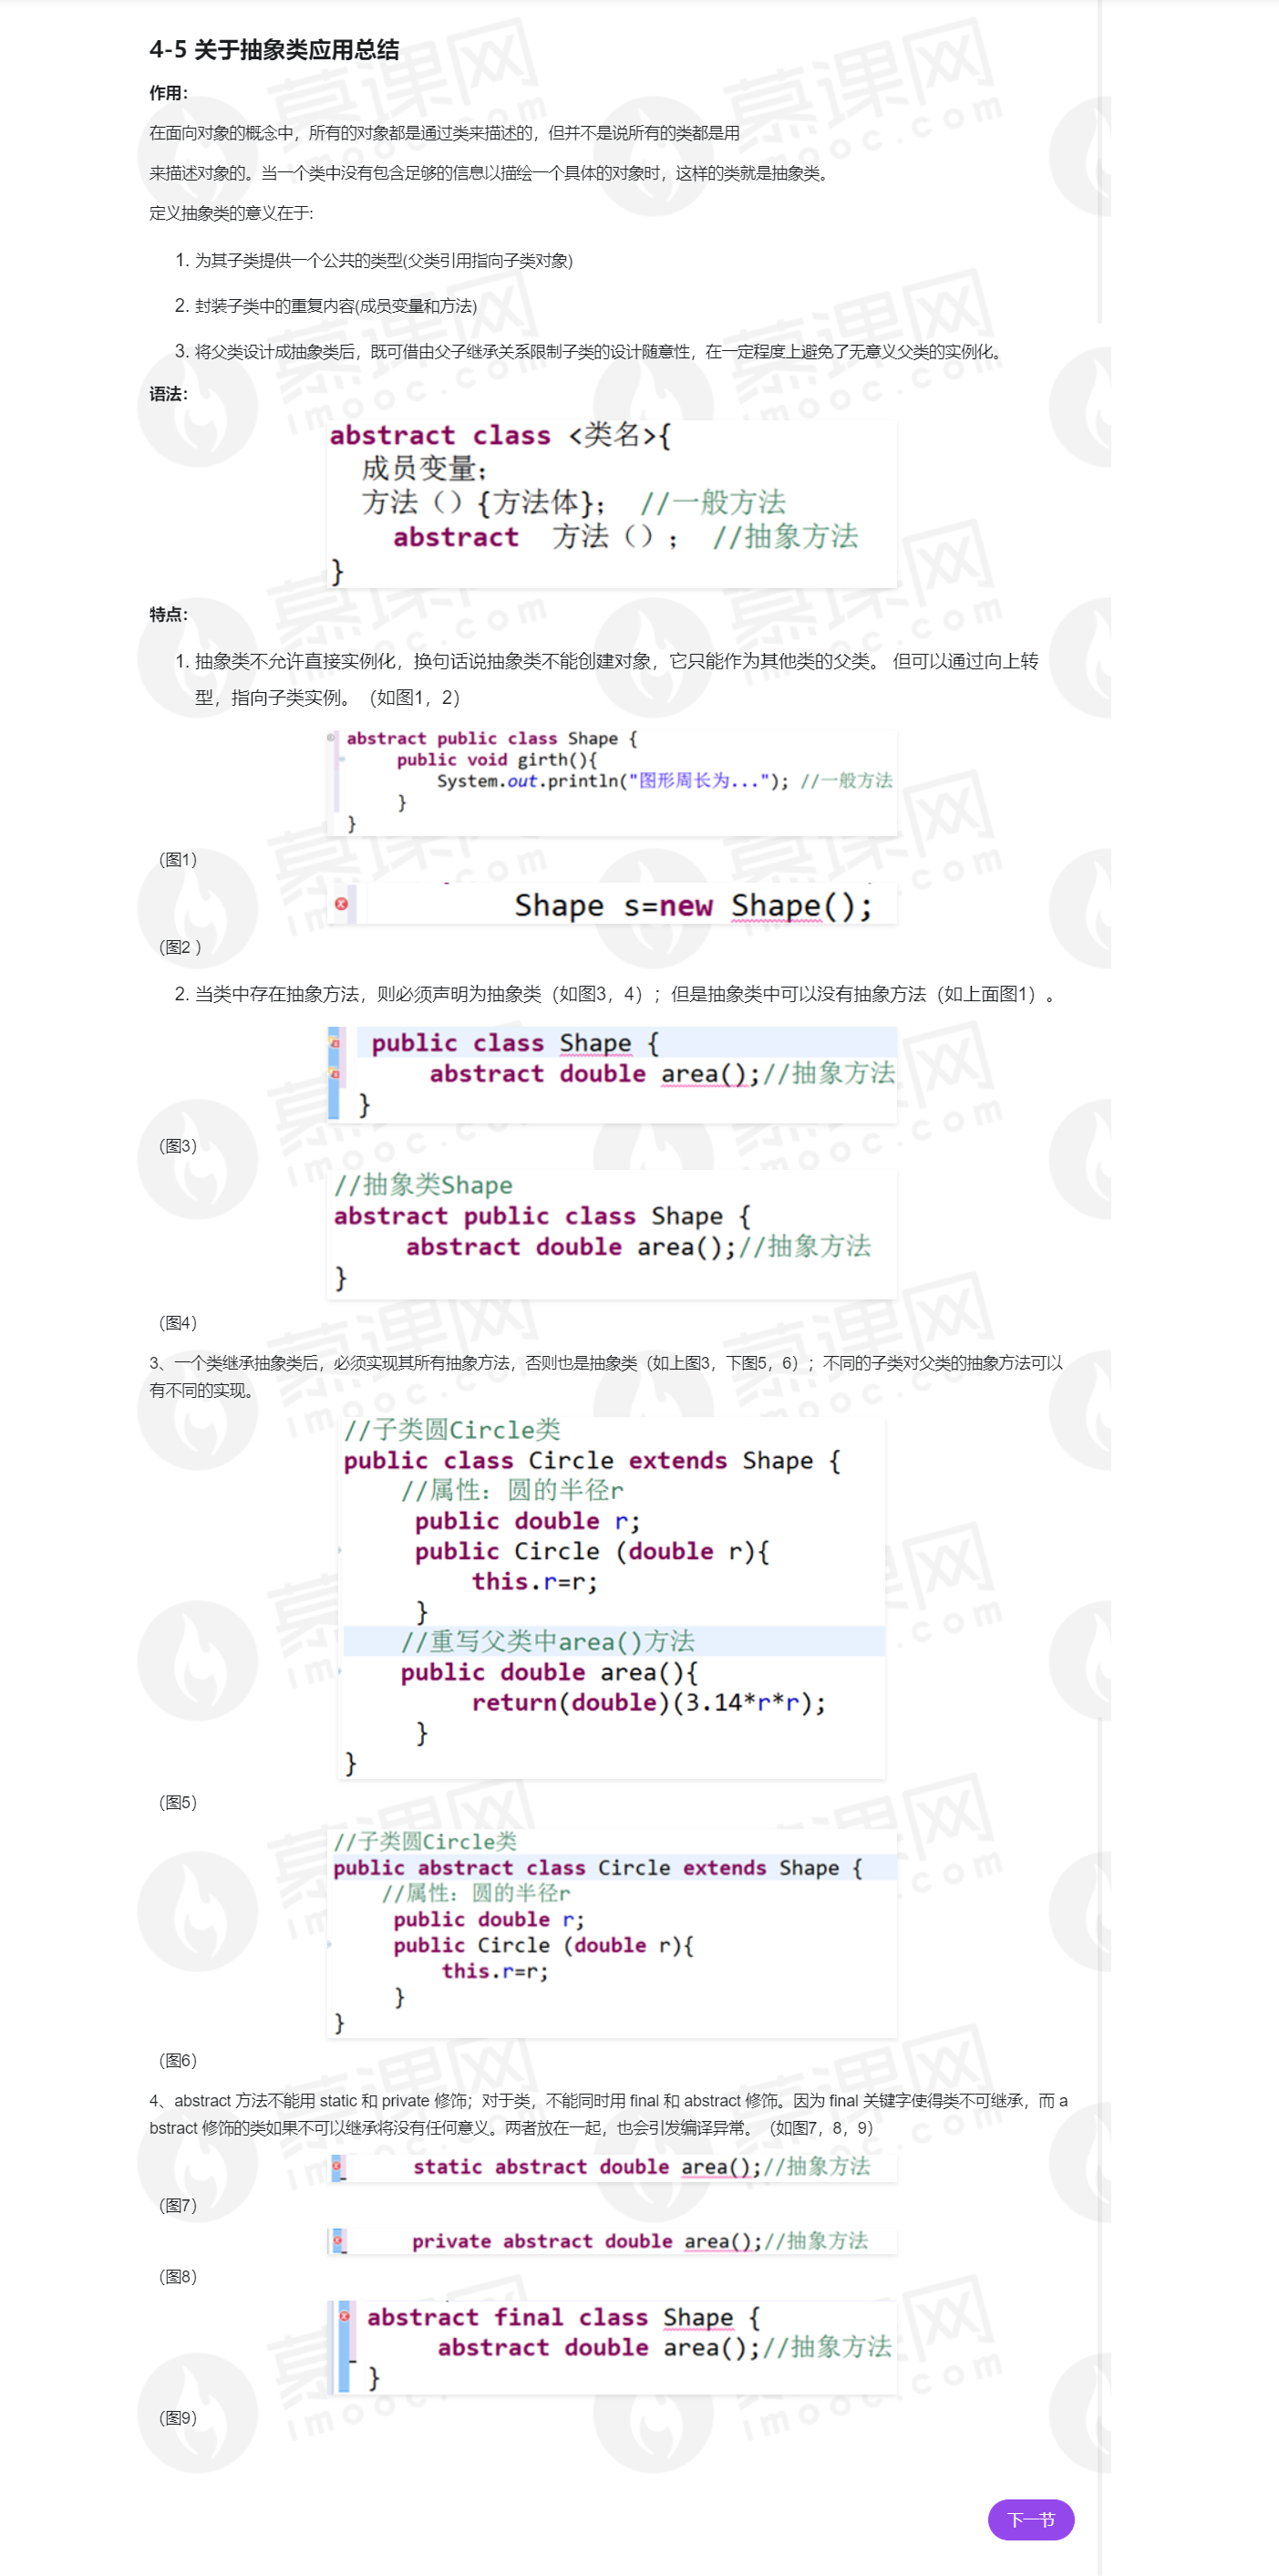 4-5 关于抽象类应用总结
作用：
在面向对象的概念中，所有的对象都是通过类来描述的，但并不是说所有的类都是用
来描述对象的。当一个类中没有包含足够的信息以描绘一个具体的对象时，这样的类就是抽象类。
定义抽象类的意义在于:
1. 为其子类提供一个公共的类型(父类引用指向子类对象)
2. 封装子类中的重复内容(成员变量和方法)
3. 将父类设计成抽象类后，既可借由父子继承关系限制子类的设计随意性，在一定程度上避免了无意义父类的实例化。
语法：
abstract class <类名>{
成员变量;
方法（）{方法体}; //一般方法
abstract 方法（）; //抽象方法
}
特点：
1. 抽象类不允许直接实例化，换句话说抽象类不能创建对象，它只能作为其他类的父类。 但可以通过向上转
型，指向子类实例。（如图1，2）
abstract public class Shape {
public void girth(){
System.out.println("图形周长为..."); //一般方法
}
}
（图1）
Shape s=new Shape();
（图2 ）
2. 当类中存在抽象方法，则必须声明为抽象类（如图3，4）；但是抽象类中可以没有抽象方法（如上面图1）。
public class Shape {
abstract double area();//抽象方法
}
（图3）
//抽象类Shape
abstract public class Shape {
abstract double area();//抽象方法
}
（图4）
3、一个类继承抽象类后，必须实现其所有抽象方法，否则也是抽象类（如上图3，下图5，6）；不同的子类对父类的抽象方法可以
有不同的实现。
//子类圆Circle类
public class Circle extends Shape {
//属性：圆的半径r
public double r;
public Circle (double r){
this.r=r;
}
//重写父类中area()方法
public double area(){
return(double)(3.14*r*r);
}
}
（图5）
//子类圆Circle类
public abstract class Circle extends Shape {
//属性：圆的半径r
public double r;
public Circle (double r){
this.r=r;
}
}
（图6）
4、abstract 方法不能用 static 和 private 修饰；对于类，不能同时用 final 和 abstract 修饰。因为 final 关键字使得类不可继承，而 a
bstract 修饰的类如果不可以继承将没有任何意义。两者放在一起，也会引发编译异常。（如图7，8，9）
static abstract double area();//抽象方法
（图7）
private abstract double area();//抽象方法
（图8）
abstract final class Shape {
abstract double area();//抽象方法
}
（图9）
下一节
慕课网
imooc.com